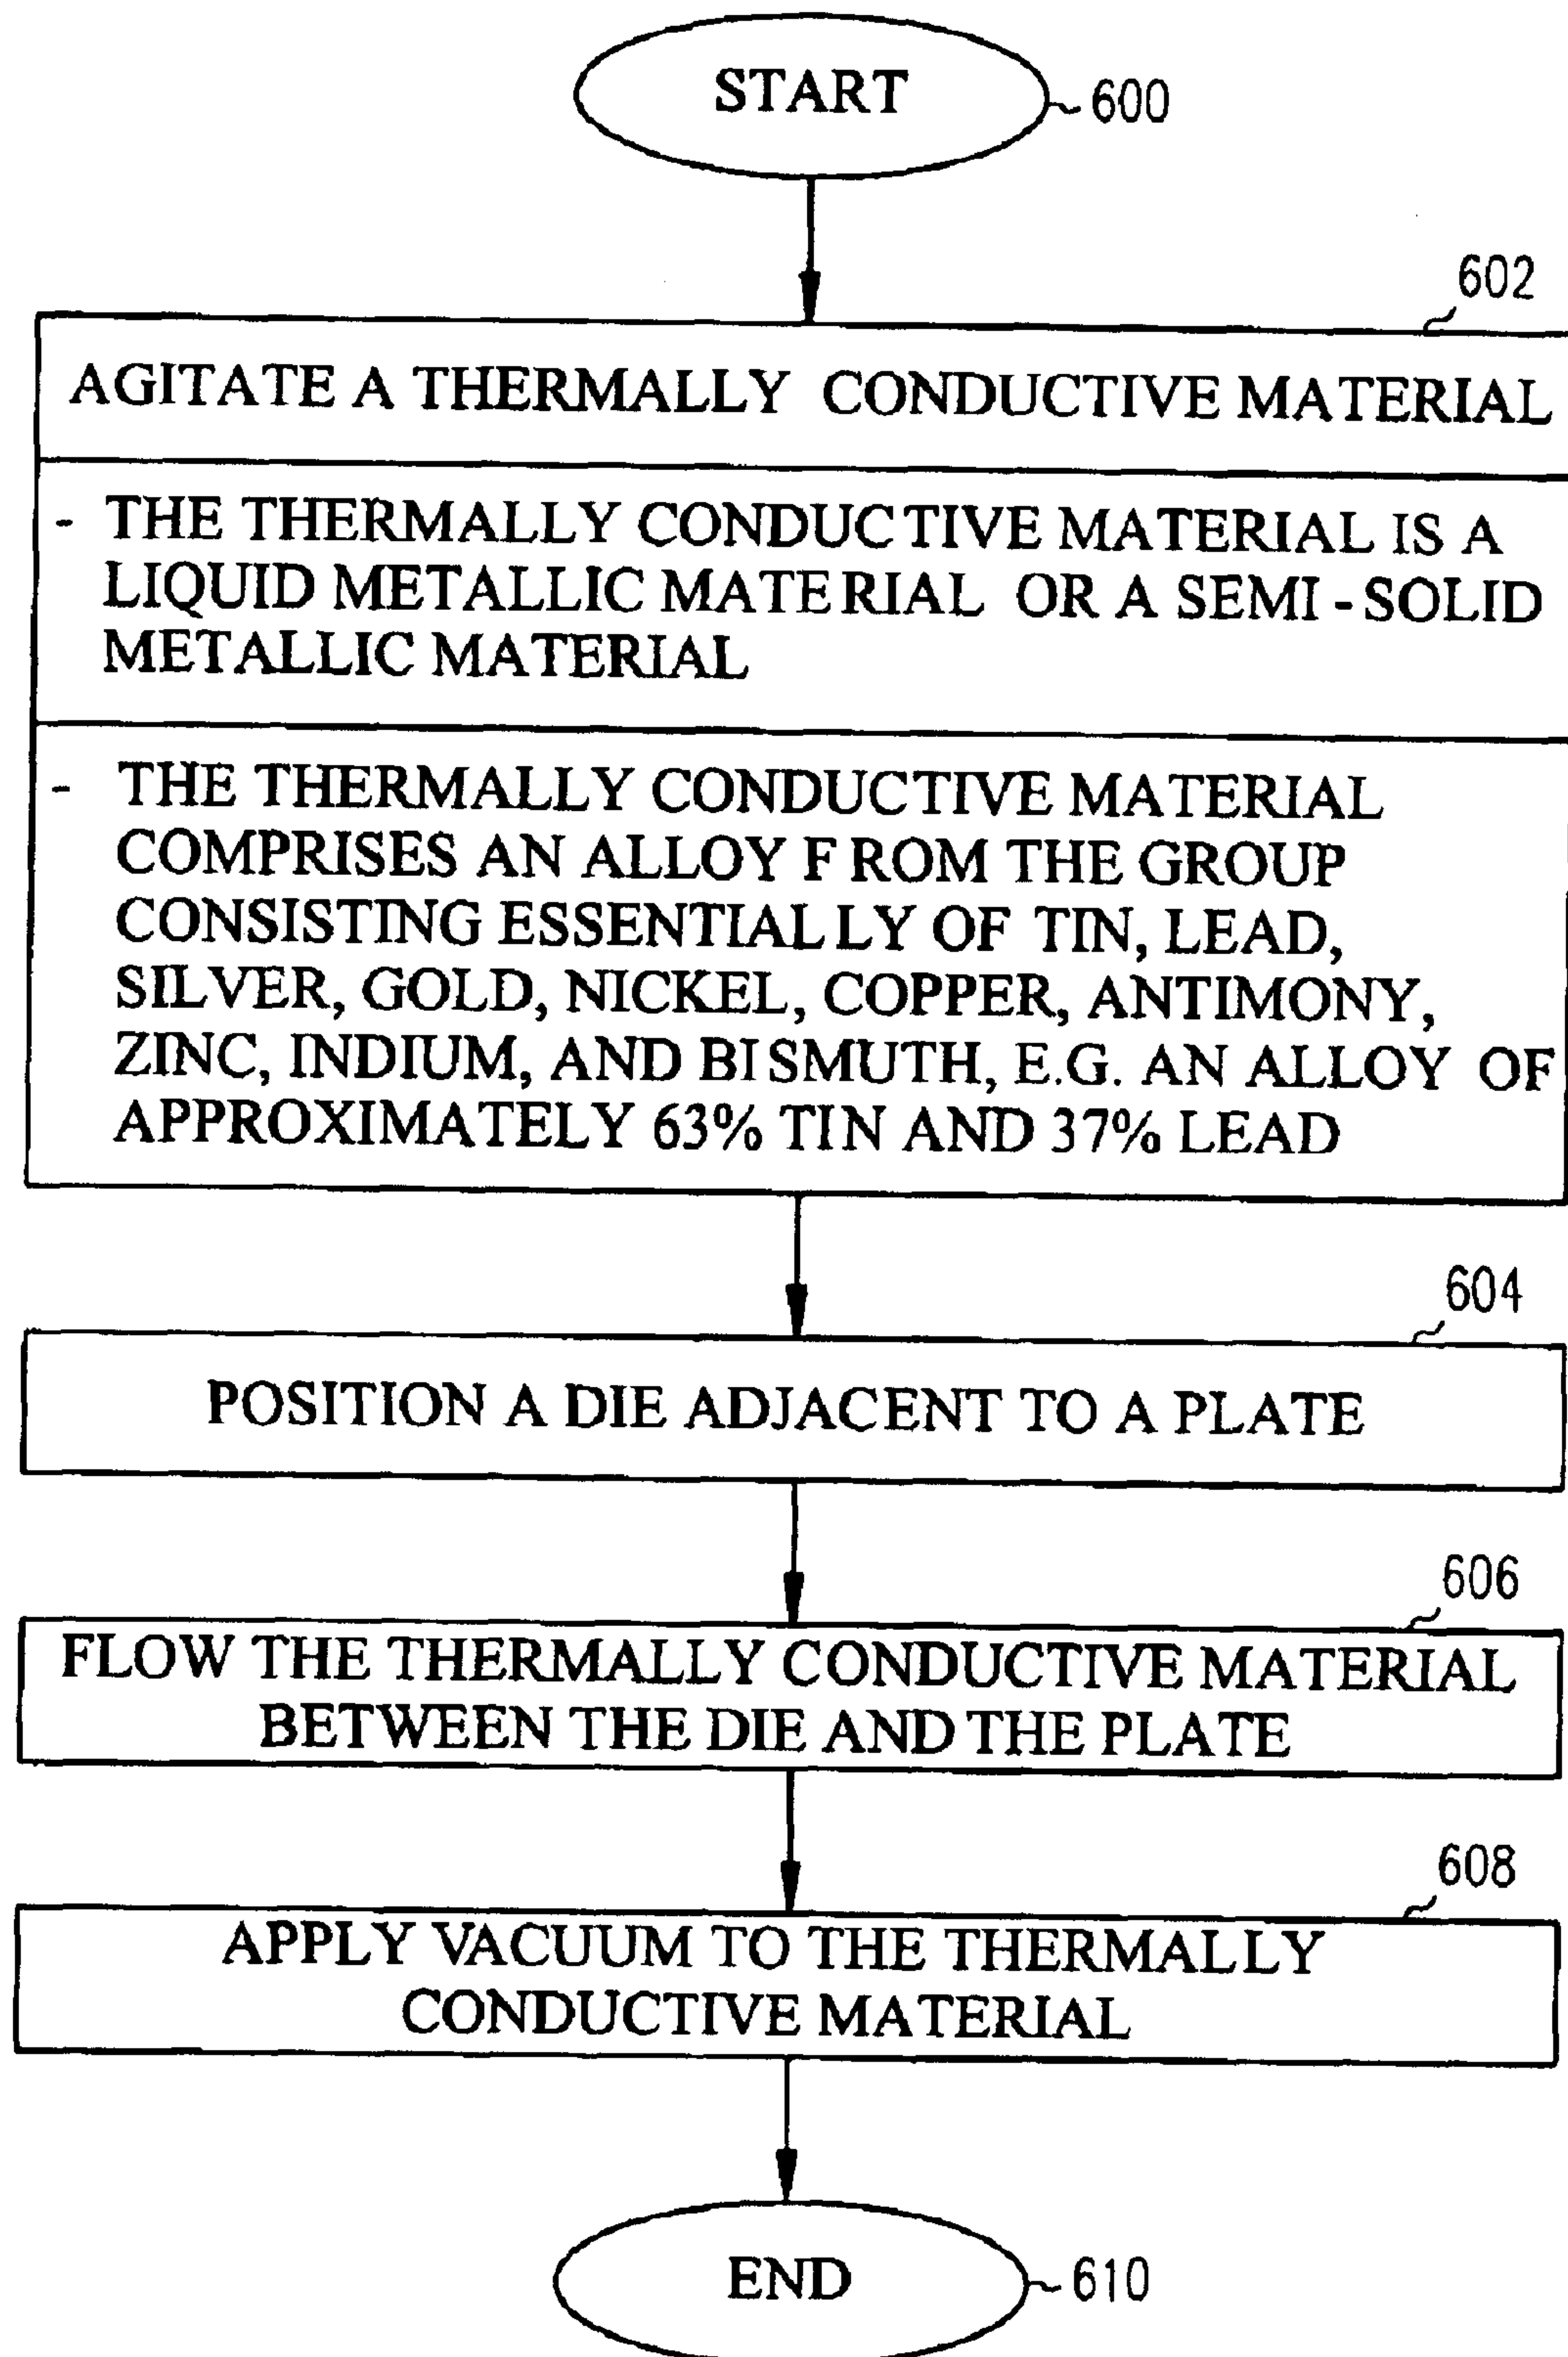 START
600
602
AGITATE A THERMALLY CONDUCTIVE MATERIAL
- THE THERMALLY CONDUCTIVE MATERIAL IS A
LIQUID METALLIC MATERIAL OR A SEMI-SOLID
METALLIC MATERIAL
- THE THERMALLY CONDUCTIVE MATERIAL
COMPRISES AN ALLOY FROM THE GROUP
CONSISTING ESSENTIALLY OF TIN, LEAD,
SILVER, GOLD, NICKEL, COPPER, ANTIMONY,
ZINC, INDIUM, AND BISMUTH, E.G. AN ALLOY OF
APPROXIMATELY 63% TIN AND 37% LEAD
604
POSITION A DIE ADJACENT TO A PLATE
606
FLOW THE THERMALLY CONDUCTIVE MATERIAL
BETWEEN THE DIE AND THE PLATE
608
APPLY VACUUM TO THE THERMALLY
CONDUCTIVE MATERIAL
END
610